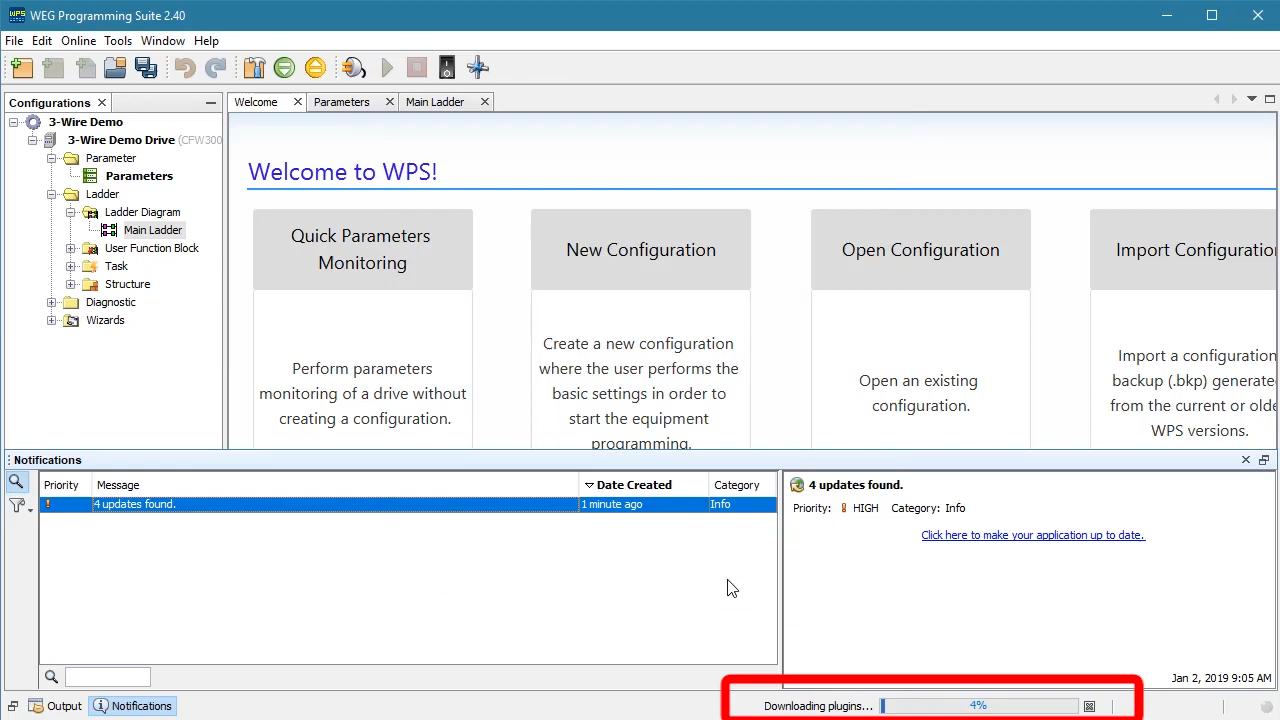 WPS
WEG Programming Suite 2.40
File Edit Online Tools Window Help
Configurations
Welcome
Parameters
Main Ladder
3-Wire Demo
3-Wire Demo Drive (CFW300
Parameter
Parameters
Ladder
Ladder Diagram
Main Ladder
User Function Block
Task
Structure
Diagnostic
Wizards
Welcome to WPS!
Quick Parameters
Monitoring
Perform parameters
monitoring of a drive without
creating a configuration.
New Configuration
Create a new configuration
where the user performs the
basic settings in order to
start the equipment
programming.
Open Configuration
Open an existing
configuration.
Import Configuration
Import a configuration
backup (.bkp) generate
from the current or olde
WPS versions.
Notifications
Priority Message Date Created Category
4 updates found. 1 minute ago Info
4 updates found.
Priority: HIGH Category: Info
Click here to make your application up to date.
Jan 2, 2019 9:05 AM
Output Notifications
Downloading plugins... 4%